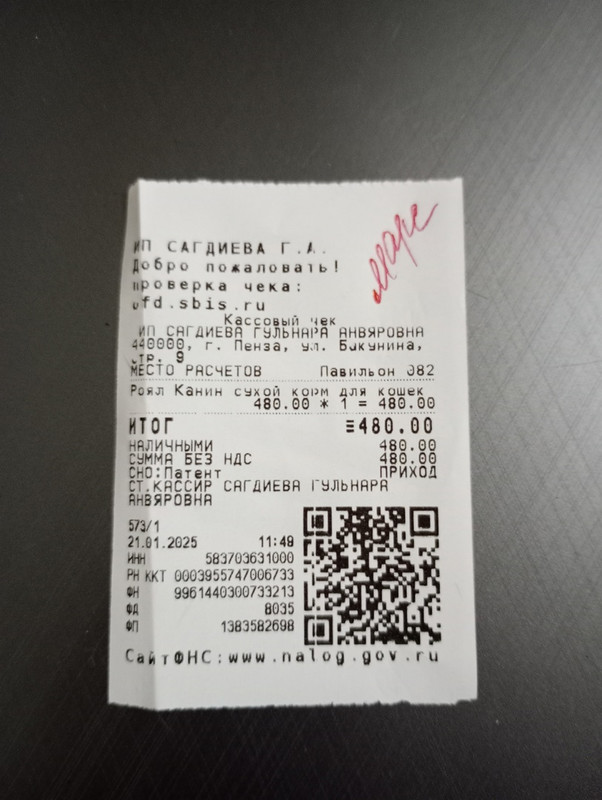 Марс
ИП САГДИЕВА Г.А.
Добро пожаловать!
проверка чека:
ofd.sbis.ru
Кассовый чек
ИП САГДИЕВА ГУЛЬНАРА АНВЯРОВНА
440000, г. Пенза, ул. Бакунина,
стр. 9
МЕСТО РАСЧЕТОВ Павильон 082
Роял Канин сухой корм для кошек
480.00 * 1 = 480.00
ИТОГ ≡480.00
НАЛИЧНЫМИ 480.00
СУММА БЕЗ НДС 480.00
СНО:Патент ПРИХОД
СТ.КАССИР САГДИЕВА ГУЛЬНАРА
АНВЯРОВНА
573/1
21.01.2025 11:49
ИНН 583703631000
РН ККТ 0003955747006733
ФН 9961440300733213
ФД 8035
ФП 1383582698
СайтФНС:www.nalog.gov.ru